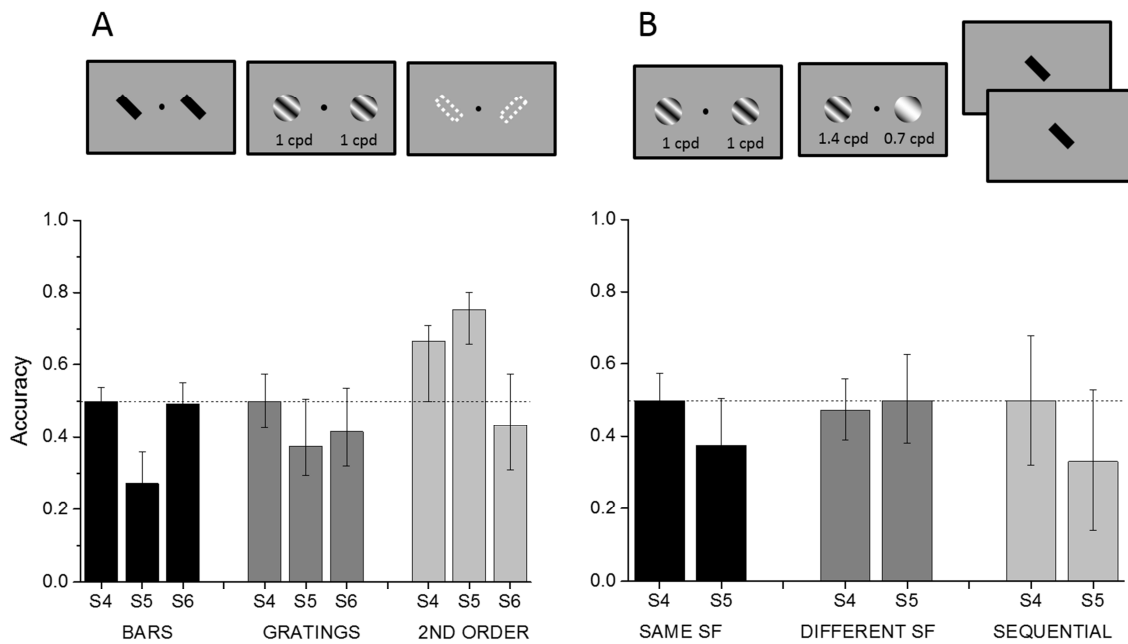 A
B
1 cpd 1 cpd
1 cpd 1 cpd
1.4 cpd 0.7 cpd
Accuracy
1.0
0.8
0.6
0.4
0.2
0.0
S4 S5 S6 S4 S5 S6 S4 S5 S6
BARS GRATINGS 2ND ORDER
1.0
0.8
0.6
0.4
0.2
0.0
S4 S5 S4 S5 S4 S5
SAME SF DIFFERENT SF SEQUENTIAL